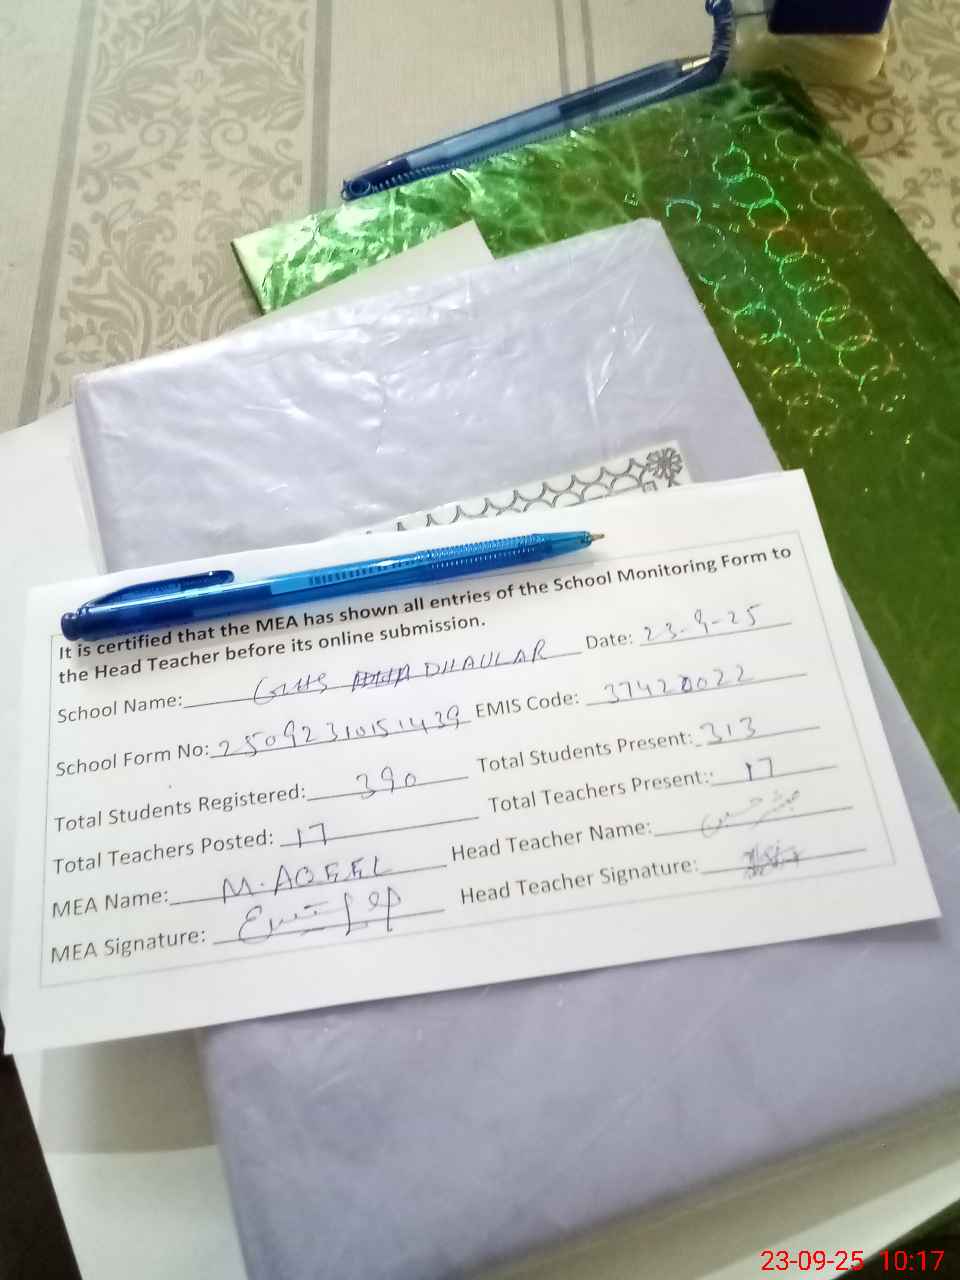 It is certified that the MEA has shown all entries of the School Monitoring Form to
the Head Teacher before its online submission.
School Name: GHS DHAULAR Date: 23-9-25
School Form No: 25092310151439 EMIS Code: 37420022
Total Students Registered: 390 Total Students Present: 313
Total Teachers Posted: 17 Total Teachers Present: 17
MEA Name: M. Head Teacher Name:
MEA Signature: Head Teacher Signature:
23-09-25 10:17